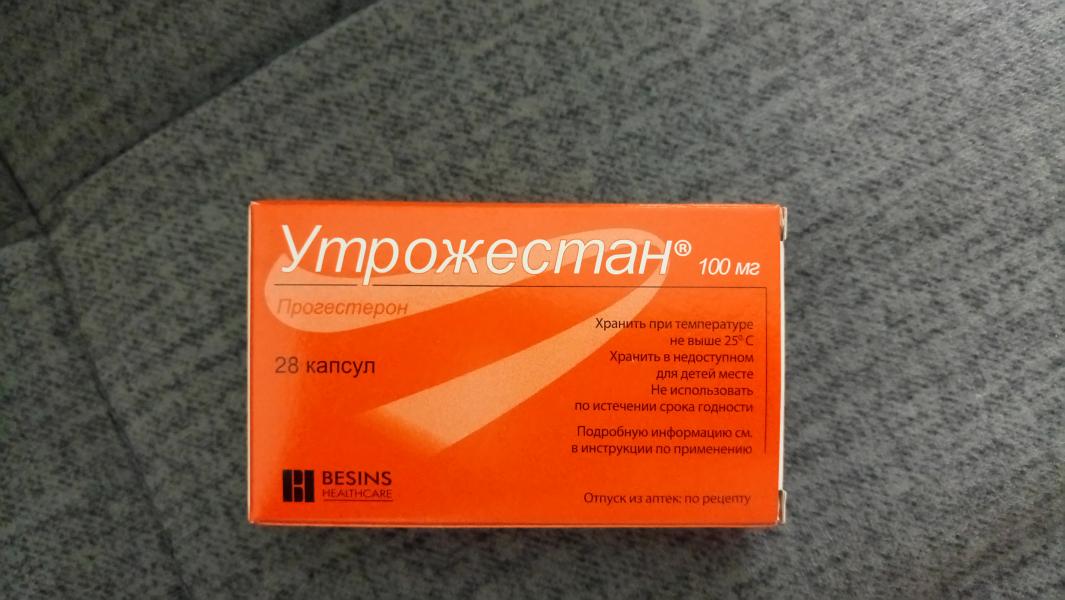 Утрожестан® 100 мг
Прогестерон
28 капсул
Хранить при температуре
не выше 25⁰ С
Хранить в недоступном
для детей месте
Не использовать
по истечении срока годности
Подробную информацию см.
в инструкции по применению
BESINS
HEALTHCARE
Отпуск из аптек: по рецепту